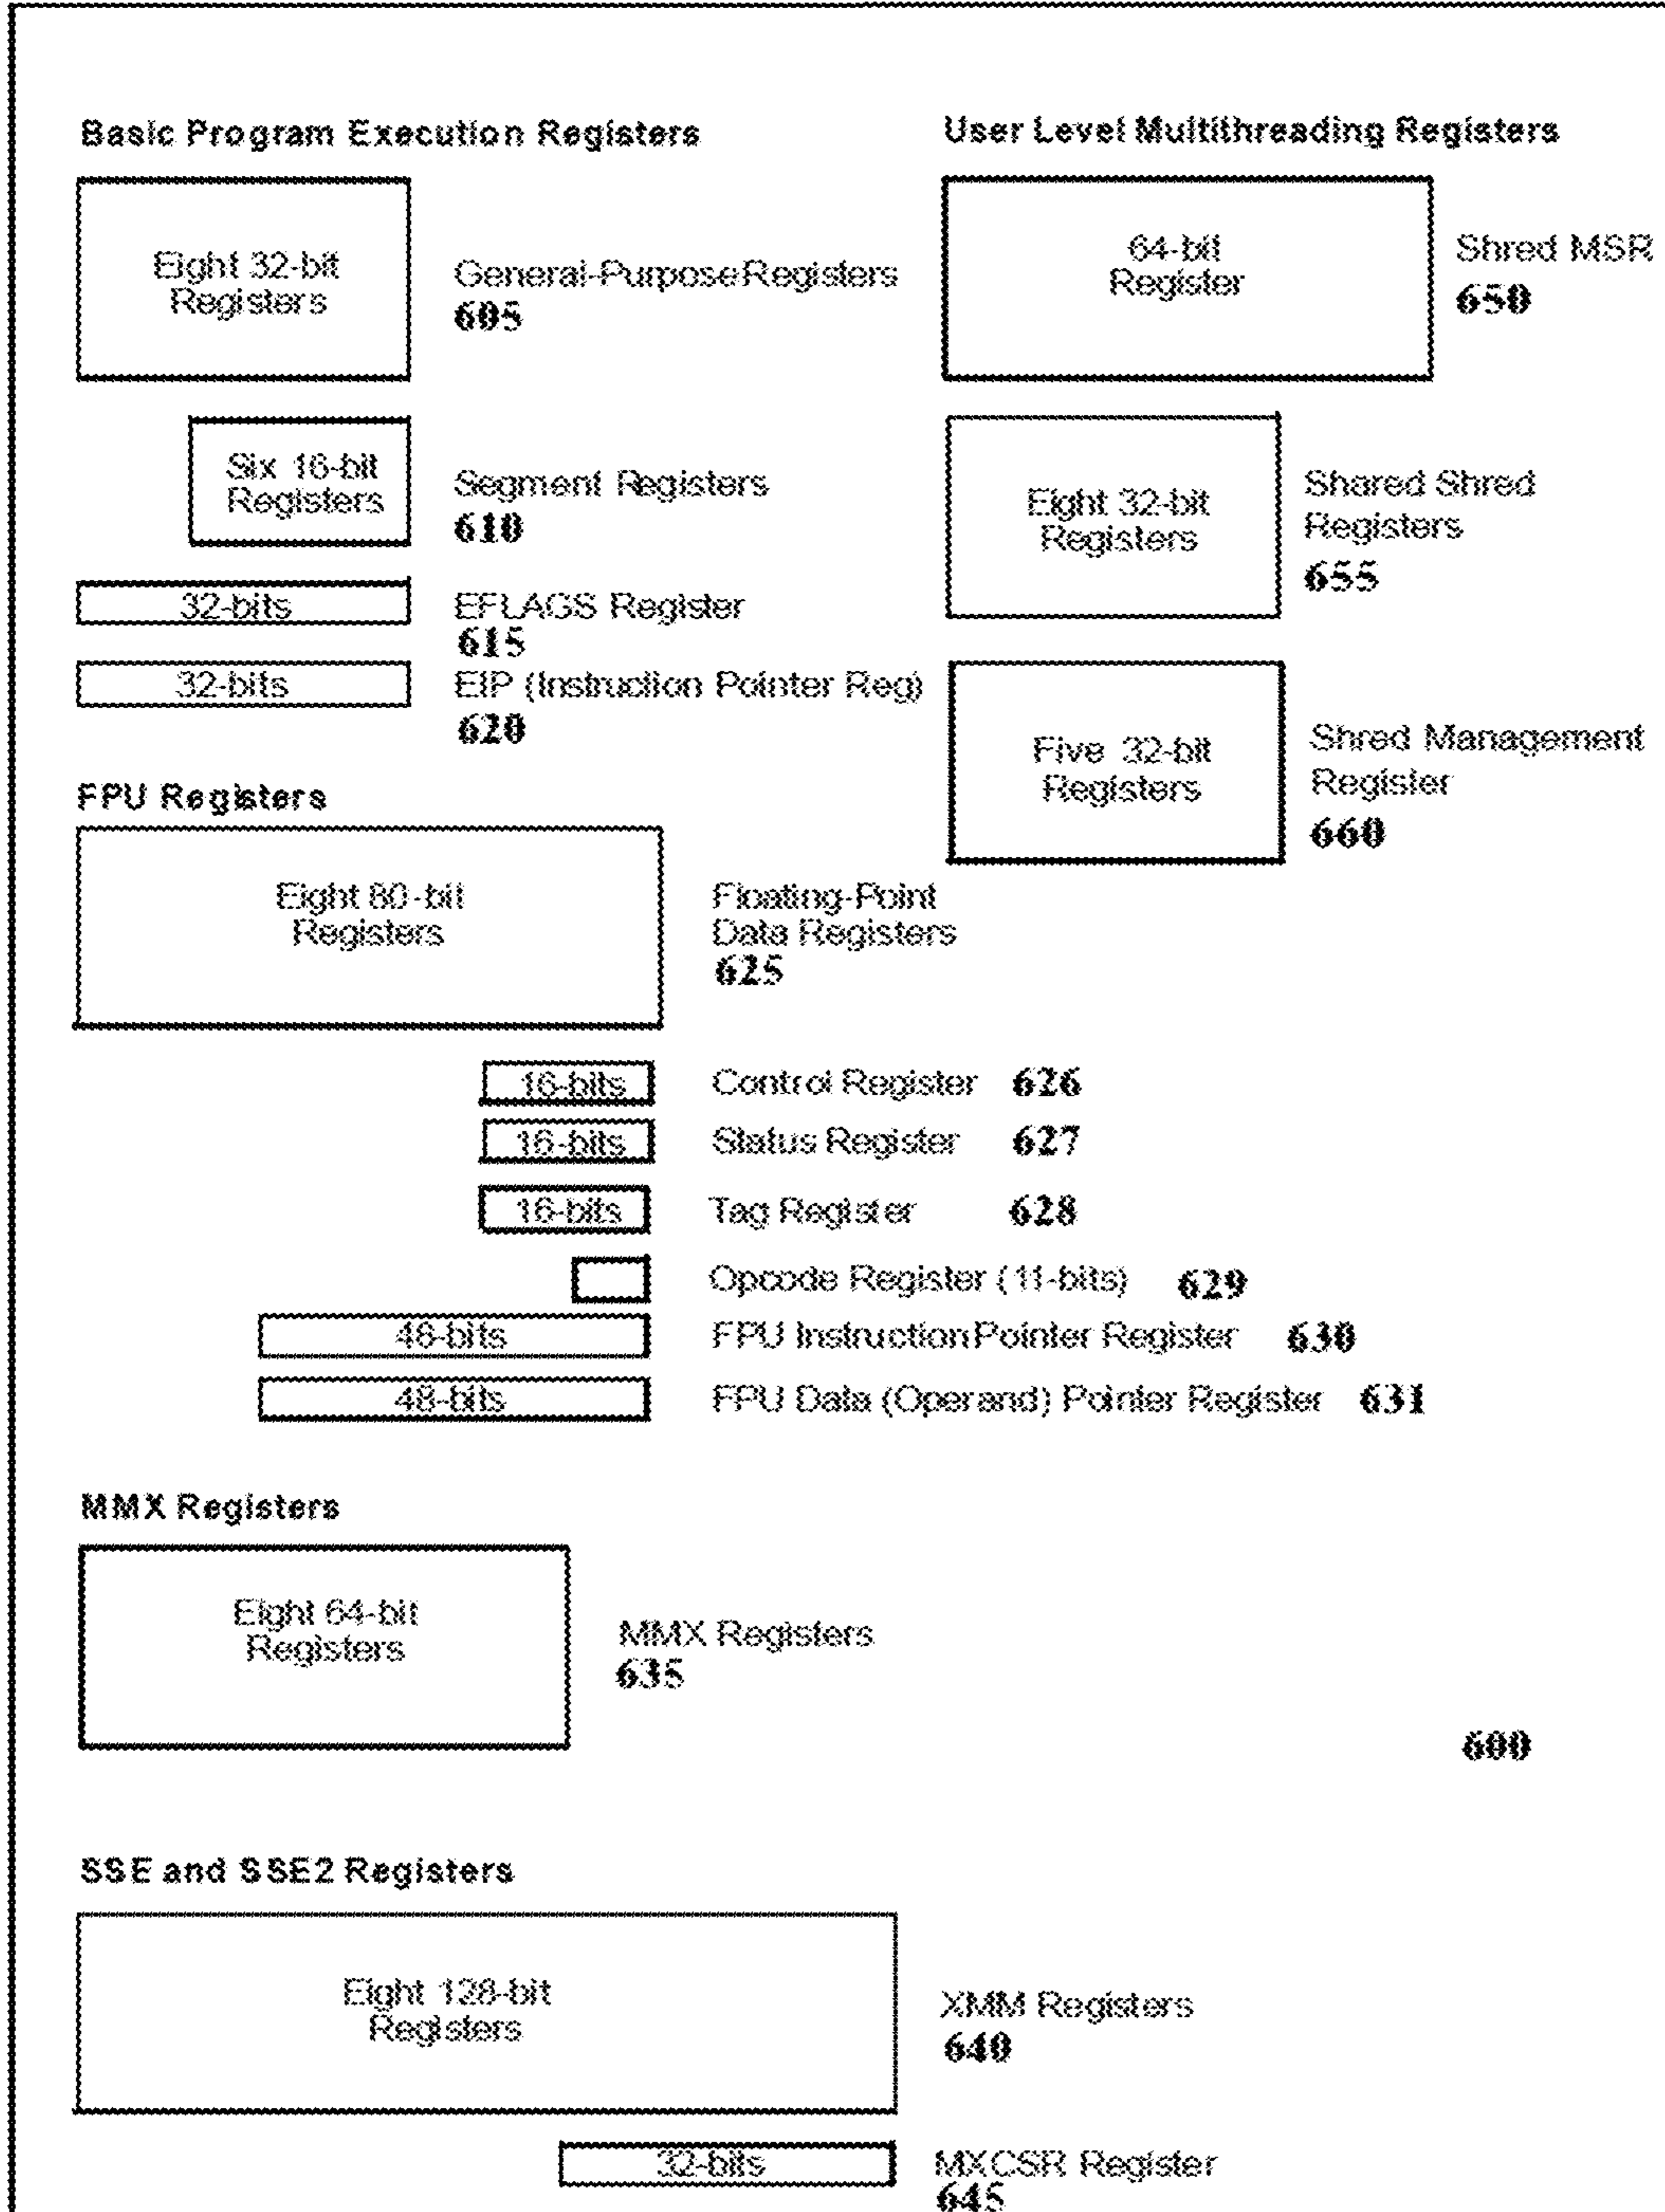 Basic Program Execution Registers
Eight 32-bit
Registers
General-Purpose Registers
605
Six 16-bit
Registers
Segment Registers
610
32-bits
EFLAGS Register
615
32-bits
EIP (Instruction Pointer Reg)
620
User Level Multithreading Registers
64-bit
Register
Shred MSR
650
Eight 32-bit
Registers
Shared Shred
Registers
655
Five 32-bit
Registers
Shred Management
Register
660
FPU Registers
Eight 80-bit
Registers
Floating-Point
Data Registers
625
16-bits
Control Register 626
16-bits
Status Register 627
16-bits
Tag Register 628
Opcode Register (11-bits) 629
48-bits
FPU Instruction Pointer Register 630
48-bits
FPU Data (Operand) Pointer Register 631
MMX Registers
Eight 64-bit
Registers
MMX Registers
635
600
SSE and SSE2 Registers
Eight 128-bit
Registers
XMM Registers
640
32-bits
MXCSR Register
645